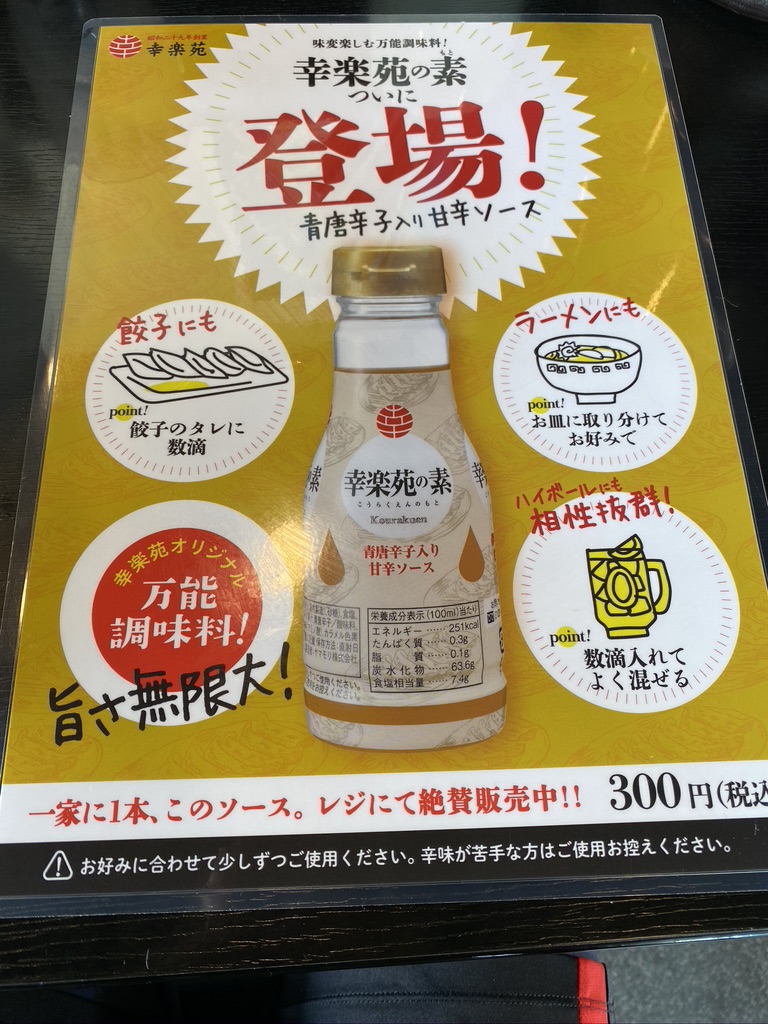 昭和二十九年創業
幸楽苑
味変楽しむ万能調味料!
幸楽苑の素
もと
ついに
登場!
青唐辛子入り甘辛ソース
餃子にも
point!
餃子のタレに
数滴
ラーメンにも
point!
お皿に取り分けて
お好みで
幸楽苑の素
こうらくえんのもと
Kourakuen
青唐辛子入り
甘辛ソース
栄養成分表示(100ml)当たり
エネルギー……251kcal
たんぱく質……0.3g
脂質……0.1g
炭水化物……63.6g
食塩相当量……7.4g
幸楽苑オリジナル
万能
調味料!
旨さ無限大!
ハイボールにも
相性抜群!
point!
数滴入れて
よく混ぜる
一家に1本、このソース。レジにて絶賛販売中!! 300円(税込
お好みに合わせて少しずつご使用ください。辛味が苦手な方はご使用お控えください。